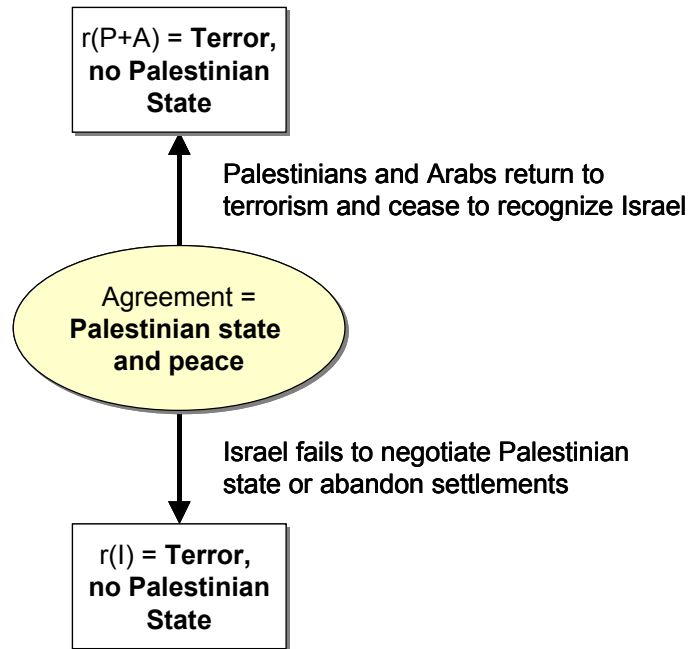 r(P+A) = Terror,
no Palestinian
State
Palestinians and Arabs return to
terrorism and cease to recognize Israel
Agreement =
Palestinian state
and peace
Israel fails to negotiate Palestinian
state or abandon settlements
r(I) = Terror,
no Palestinian
State